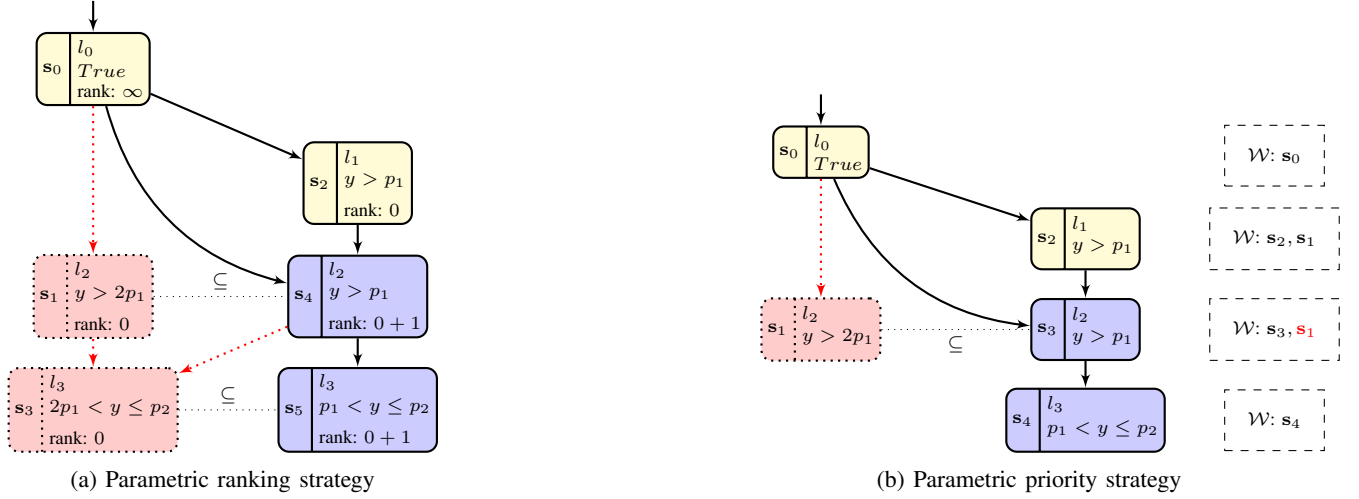 s₀
l₀
True
rank: ∞
s₂
l₁
y > p₁
rank: 0
s₁
l₂
y > 2p₁
rank: 0
⊆
s₄
l₂
y > p₁
rank: 0 + 1
s₃
l₃
2p₁ < y ≤ p₂
rank: 0
⊆
s₅
l₃
p₁ < y ≤ p₂
rank: 0 + 1
(a) Parametric ranking strategy
s₀
l₀
True
s₂
l₁
y > p₁
s₁
l₂
y > 2p₁
⊆
s₃
l₂
y > p₁
s₄
l₃
p₁ < y ≤ p₂
𝒲: s₀
𝒲: s₂, s₁
𝒲: s₃, s₁
𝒲: s₄
(b) Parametric priority strategy